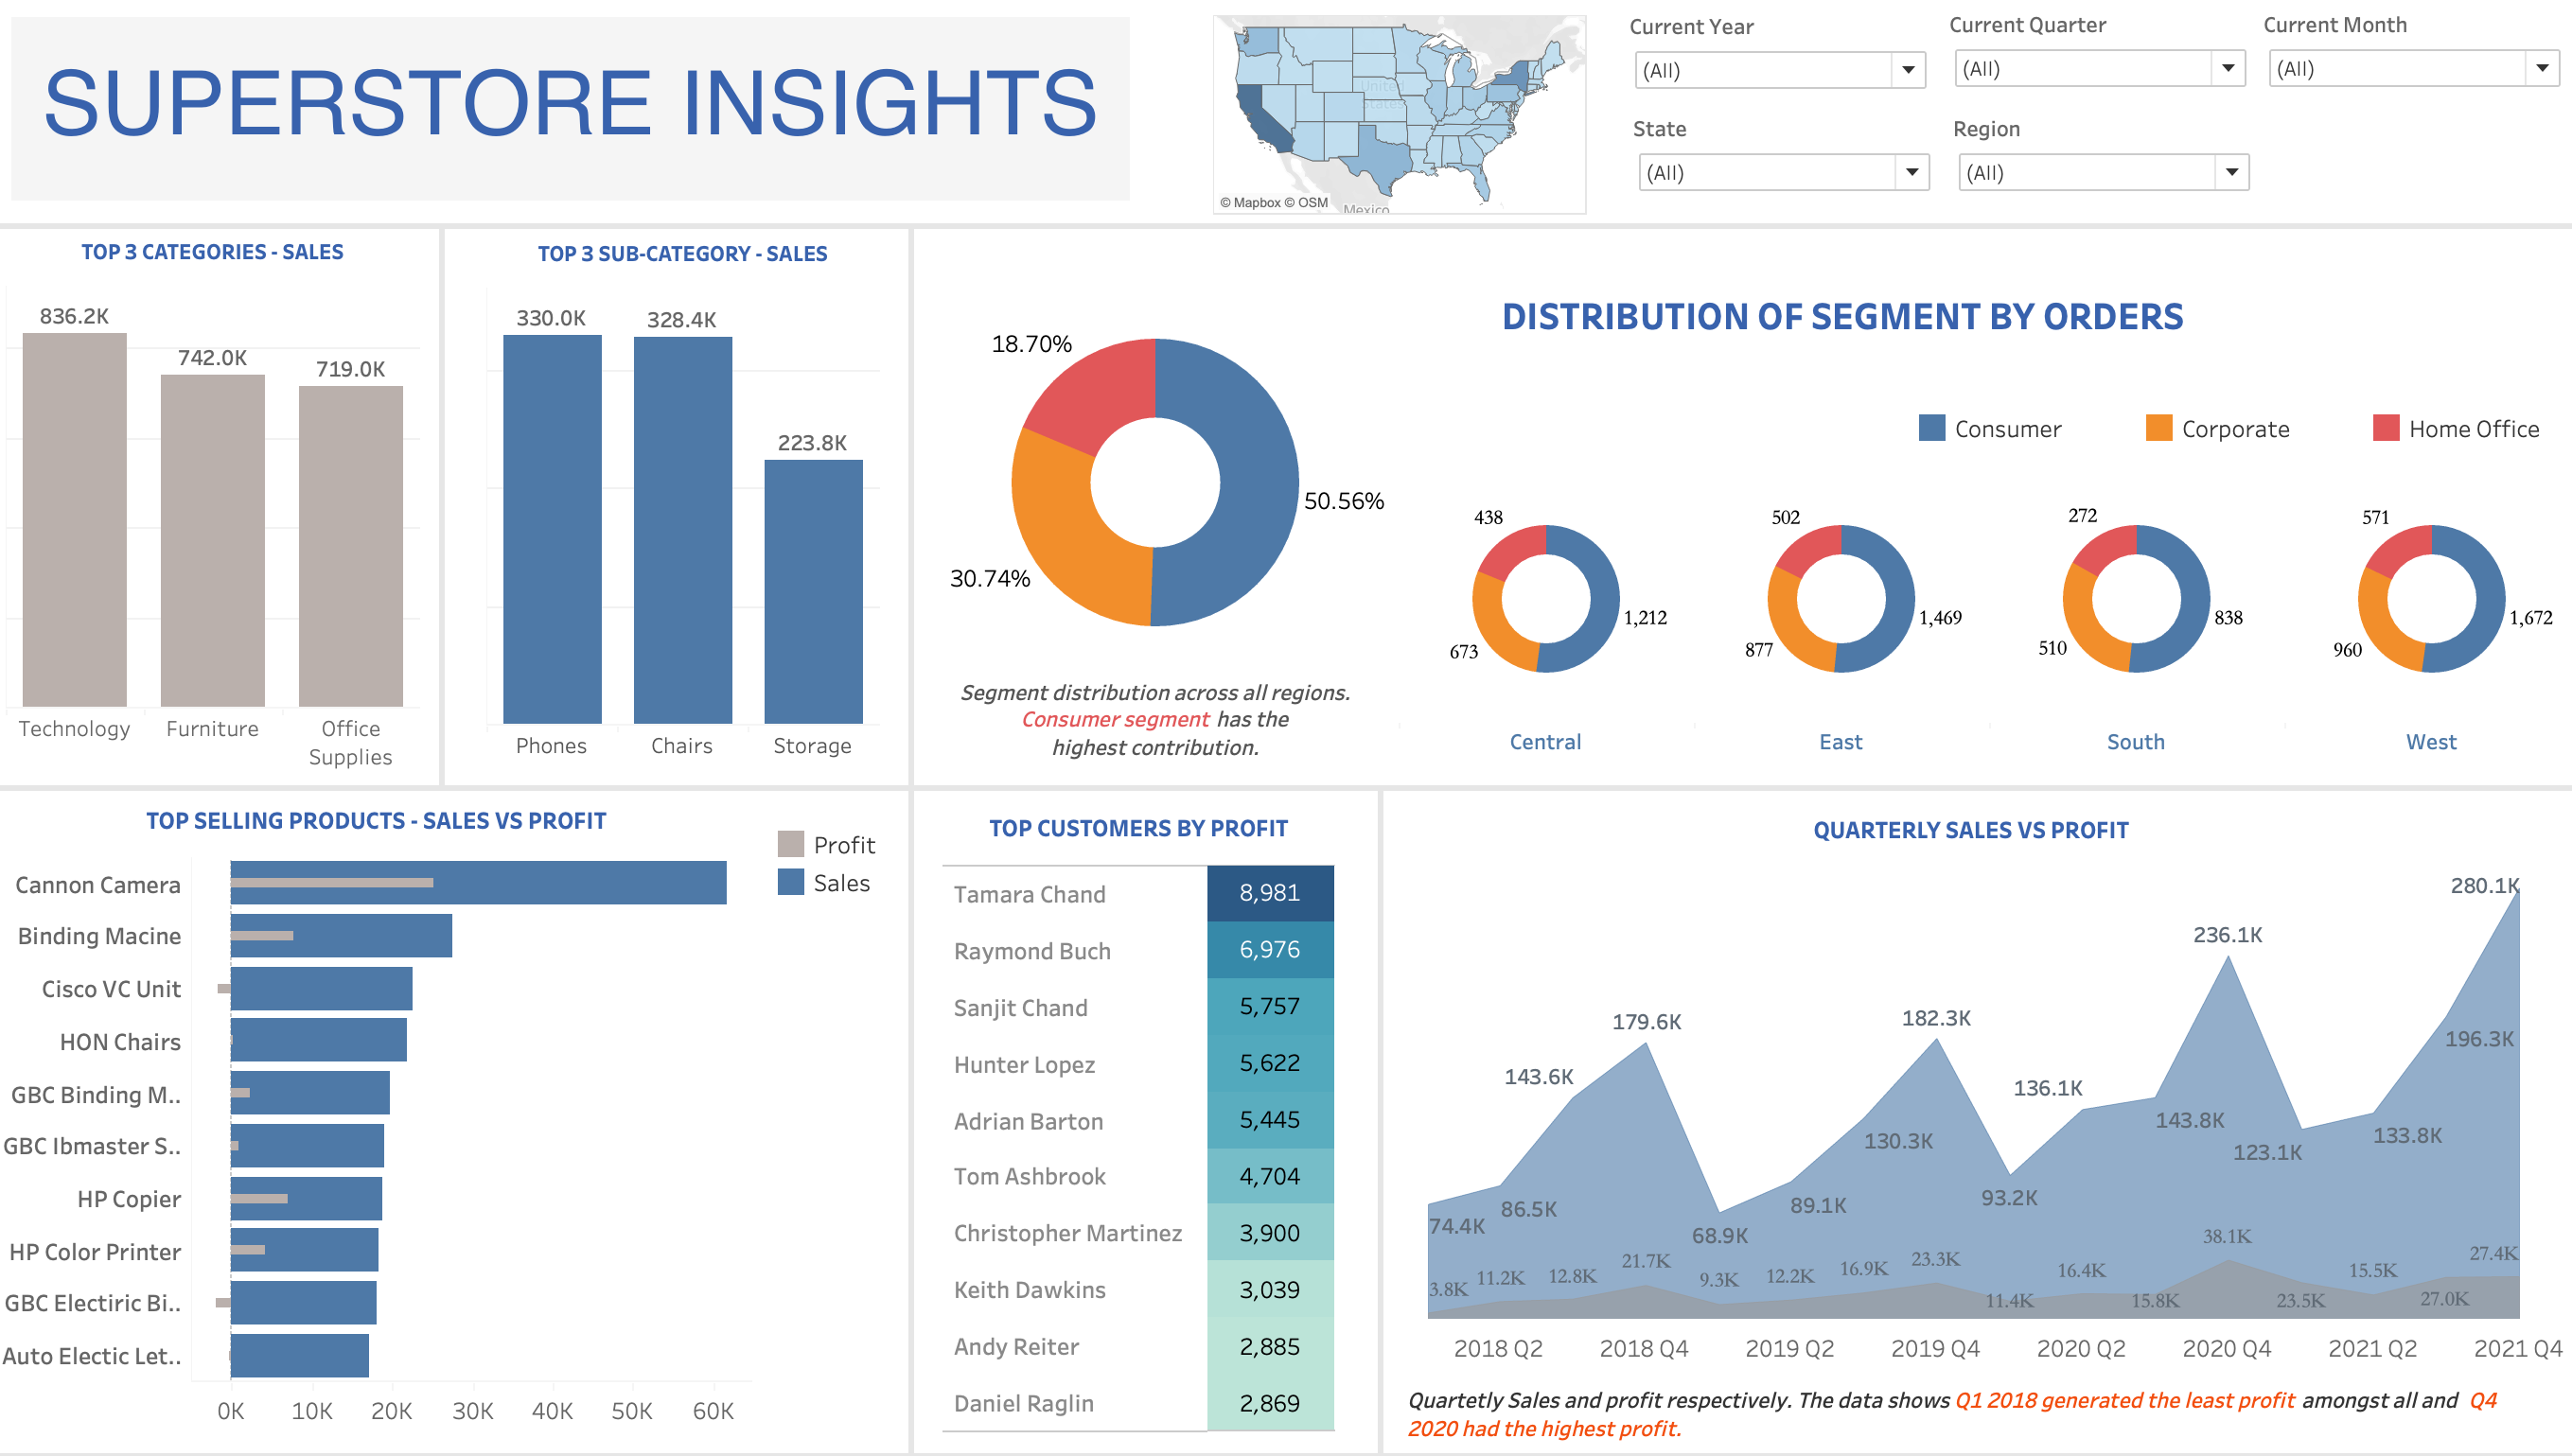 SUPERSTORE INSIGHTS
United
States
Mexico
© Mapbox © OSM
Current Year
(All)
Current Quarter
(All)
Current Month
(All)
State
(All)
Region
(All)
TOP 3 CATEGORIES - SALES
836.2K
742.0K
719.0K
Technology
Furniture
Office
Supplies
TOP 3 SUB-CATEGORY - SALES
330.0K
328.4K
223.8K
Phones
Chairs
Storage
DISTRIBUTION OF SEGMENT BY ORDERS
18.70%
50.56%
30.74%
Segment distribution across all regions.
Consumer segment has the
highest contribution.
Consumer
Corporate
Home Office
438
1,212
673
Central
502
1,469
877
East
272
838
510
South
571
1,672
960
West
TOP SELLING PRODUCTS - SALES VS PROFIT
Profit
Sales
Cannon Camera
Binding Macine
Cisco VC Unit
HON Chairs
GBC Binding M..
GBC Ibmaster S..
HP Copier
HP Color Printer
GBC Electiric Bi..
Auto Electic Let..
0K 10K 20K 30K 40K 50K 60K
TOP CUSTOMERS BY PROFIT
Tamara Chand 8,981
Raymond Buch 6,976
Sanjit Chand 5,757
Hunter Lopez 5,622
Adrian Barton 5,445
Tom Ashbrook 4,704
Christopher Martinez 3,900
Keith Dawkins 3,039
Andy Reiter 2,885
Daniel Raglin 2,869
QUARTERLY SALES VS PROFIT
74.4K
86.5K
143.6K
179.6K
68.9K
89.1K
130.3K
182.3K
93.2K
136.1K
143.8K
236.1K
123.1K
133.8K
196.3K
280.1K
3.8K
11.2K
12.8K
21.7K
9.3K
12.2K
16.9K
23.3K
11.4K
16.4K
15.8K
38.1K
23.5K
15.5K
27.0K
27.4K
2018 Q2 2018 Q4 2019 Q2 2019 Q4 2020 Q2 2020 Q4 2021 Q2 2021 Q4
Quartetly Sales and profit respectively. The data shows Q1 2018 generated the least profit amongst all and Q4
2020 had the highest profit.